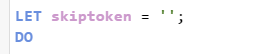 LET skiptoken = '';
DO